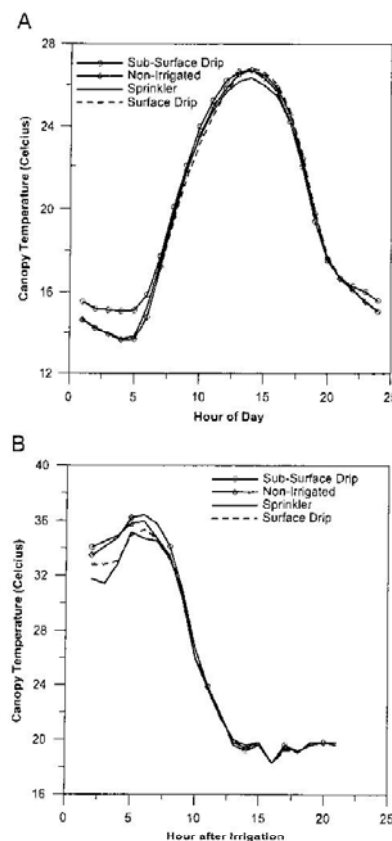 A
28
24
20
16
12
Canopy Temperature (Celcius)
Sub-Surface Drip
Non-Irrigated
Sprinkler
Surface Drip
0 5 10 15 20 25
Hour of Day
B
40
36
32
28
24
20
16
Canopy Temperature (Celcius)
Sub-Surface Drip
Non-Irrigated
Sprinkler
Surface Drip
0 5 10 15 20 25
Hour after Irrigation